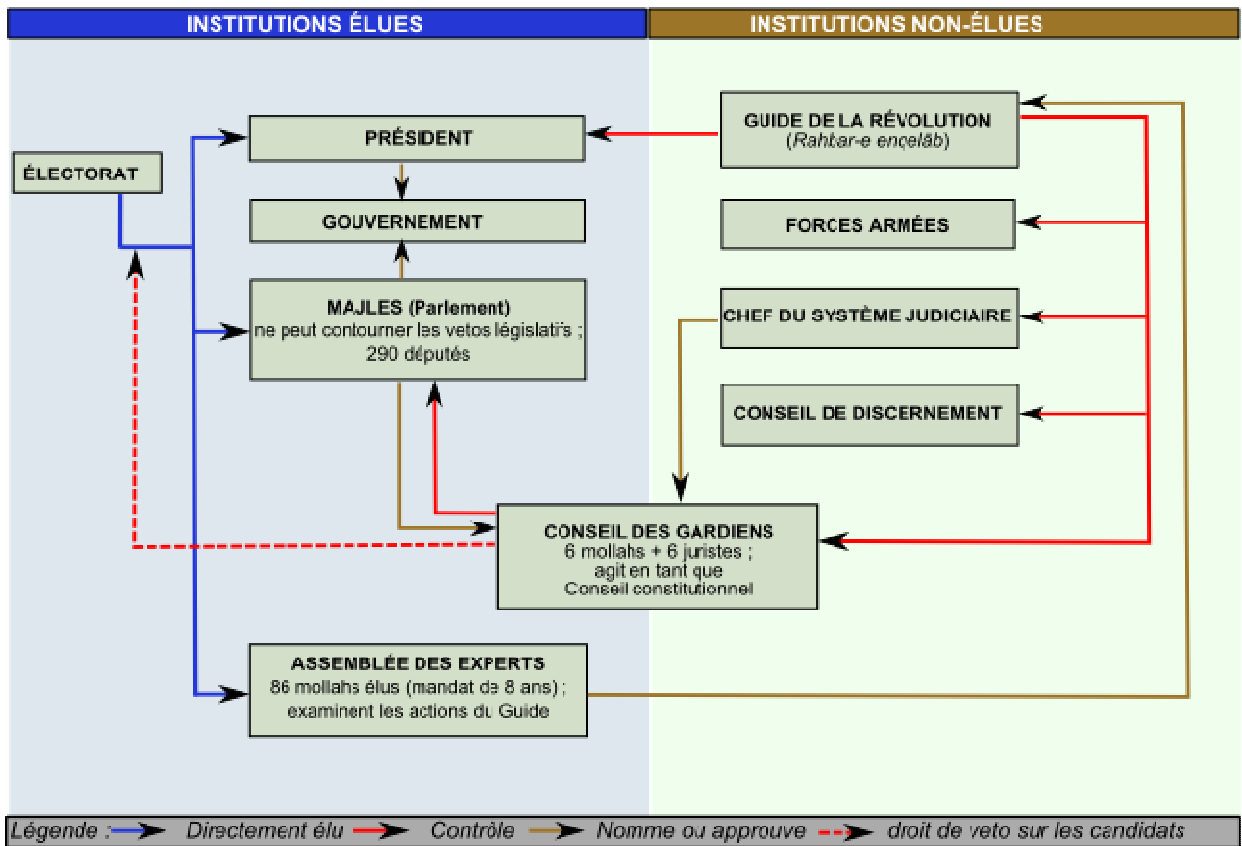 INSTITUTIONS ÉLUES
INSTITUTIONS NON-ÉLUES
ÉLECTORAT
PRÉSIDENT
GOUVERNEMENT
MAJLES (Parlement)
ne peut contourner les vetos législatifs ;
290 députés
GUIDE DE LA RÉVOLUTION
(Rahbar-e enqelāb)
FORCES ARMÉES
CHEF DU SYSTÈME JUDICIAIRE
CONSEIL DE DISCERNEMENT
CONSEIL DES GARDIENS
6 mollahs + 6 juristes ;
agit en tant que
Conseil constitutionnel
ASSEMBLÉE DES EXPERTS
86 mollahs élus (mandat de 8 ans) ;
examinent les actions du Guide
Légende : Directement élu Contrôle Nomme ou approuve droit de veto sur les candidats